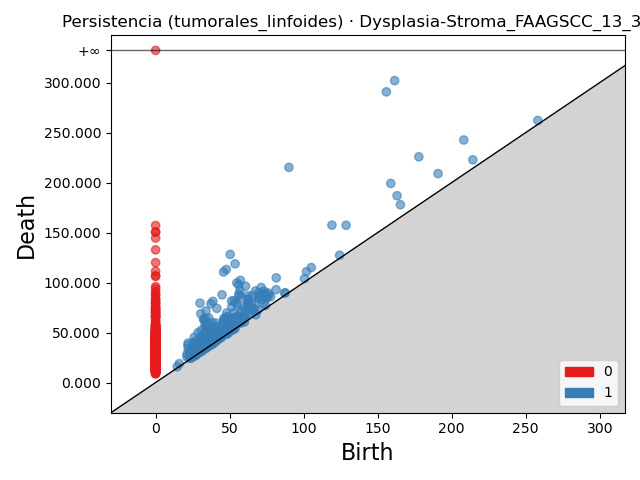 Persistencia (tumorales_linfoides) · Dysplasia-Stroma_FAAGSCC_13_3
Death
+∞
300.000
250.000
200.000
150.000
100.000
50.000
0.000
0
1
0 50 100 150 200 250 300
Birth